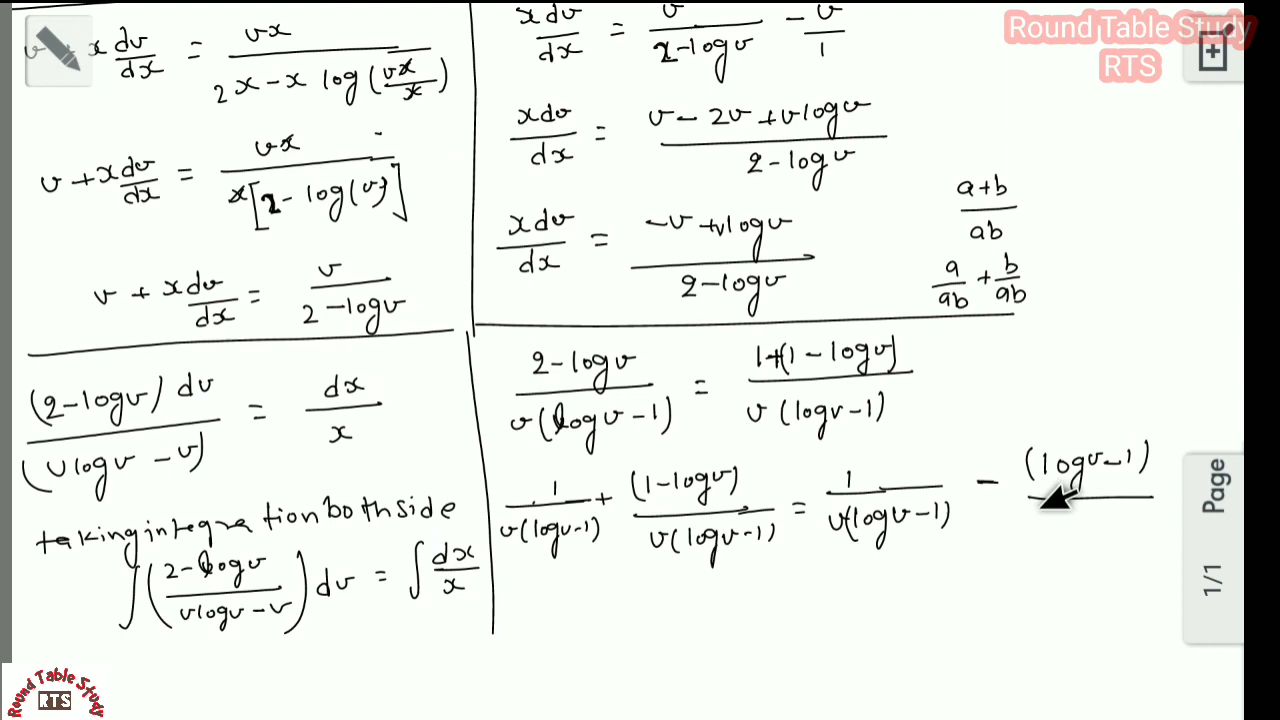 v + x dv/dx = vx / (2x - x log(vx/x))
v + x dv/dx = vx / x[2 - log(v)]
v + x dv/dx = v / (2 - log v)
x dv/dx = v / (2 - log v) - v/1
x dv/dx = (v - 2v + v log v) / (2 - log v)
x dv/dx = (-v + v log v) / (2 - log v)
a+b / ab
a/ab + b/ab
(2 - log v) dv / (v log v - v) = dx / x
taking integration both side
∫ ((2 - log v) / (v log v - v)) dv = ∫ dx/x
(2 - log v) / v(log v - 1) = 1+(1 - log v) / v(log v - 1)
1 / v(log v - 1) + (1 - log v) / v(log v - 1) = 1 / v(log v - 1) - (log v - 1)
Round Table Study
RTS
Page
1/1
Round Table Study
RTS